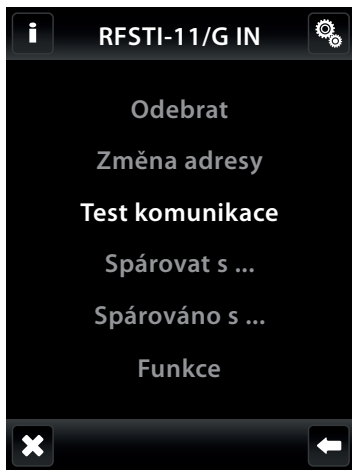 i RFSTI-11/G IN
Odebrat
Změna adresy
Test komunikace
Spárovat s ...
Spárováno s ...
Funkce